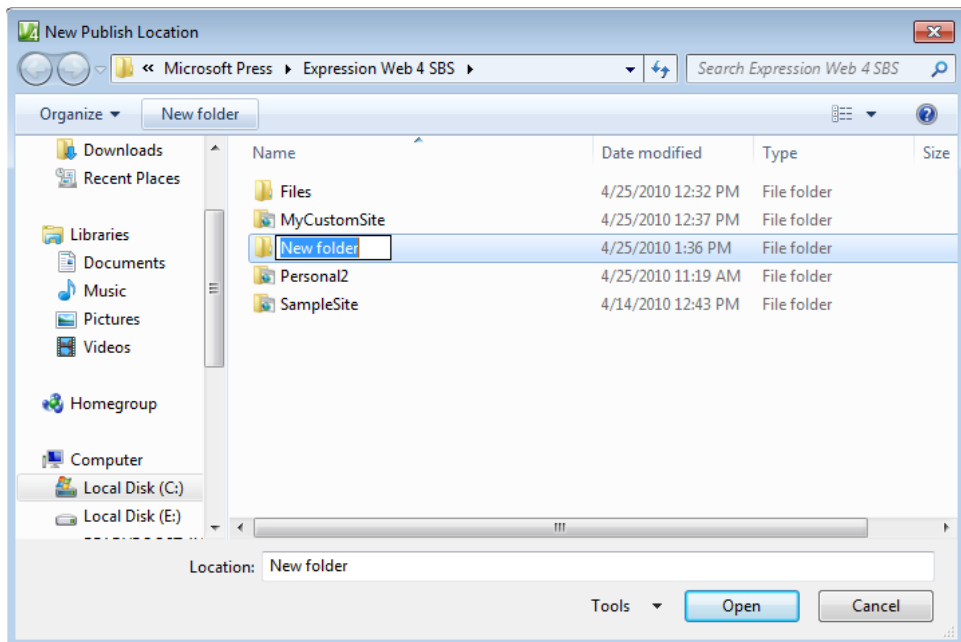 New Publish Location
« Microsoft Press ▸ Expression Web 4 SBS ▸ Search Expression Web 4 SBS
Organize New folder
Downloads
Recent Places
Libraries
Documents
Music
Pictures
Videos
Homegroup
Computer
Local Disk (C:)
Local Disk (E:)
Name Date modified Type Size
Files 4/25/2010 12:32 PM File folder
MyCustomSite 4/25/2010 12:37 PM File folder
New folder 4/25/2010 1:36 PM File folder
Personal2 4/25/2010 11:19 AM File folder
SampleSite 4/14/2010 12:43 PM File folder
Location: New folder
Tools Open Cancel